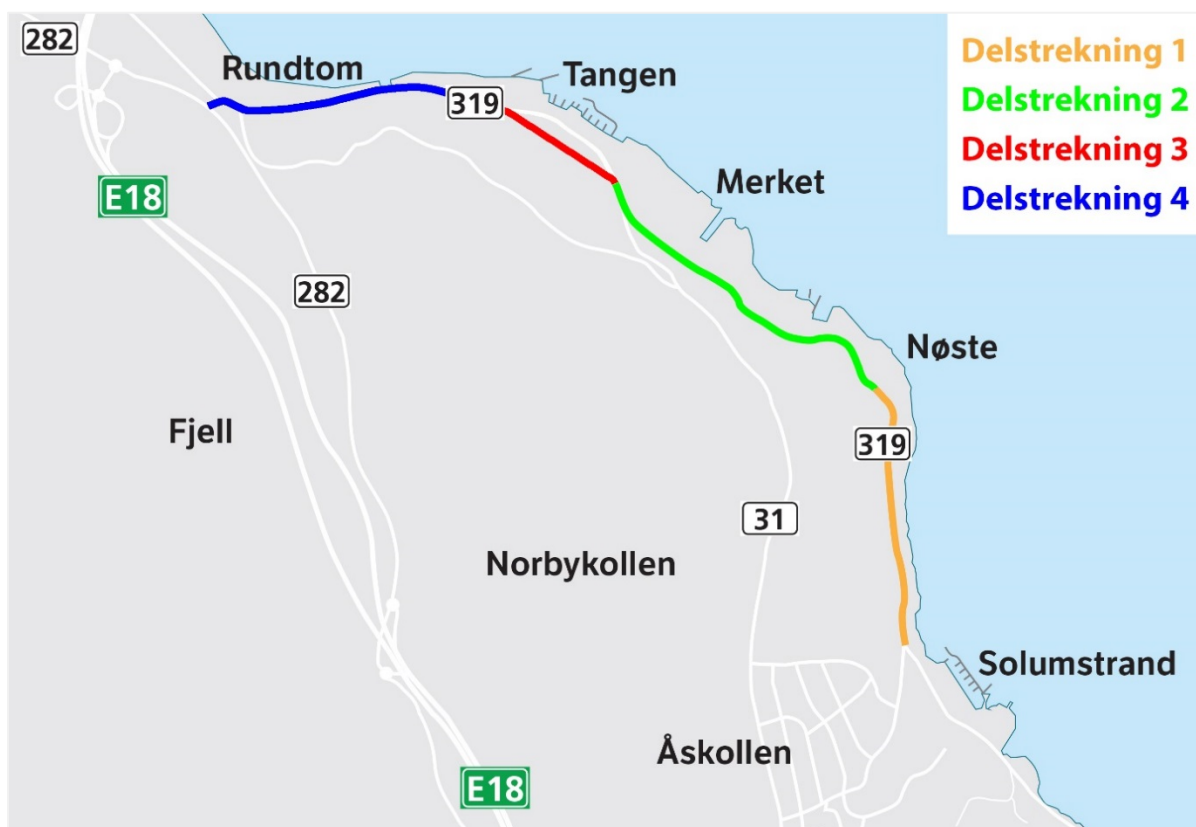 282
Rundtom
Tangen
319
Merket
E18
282
Nøste
Fjell
319
31
Norbykollen
Solumstrand
Åskollen
E18
Delstrekning 1
Delstrekning 2
Delstrekning 3
Delstrekning 4